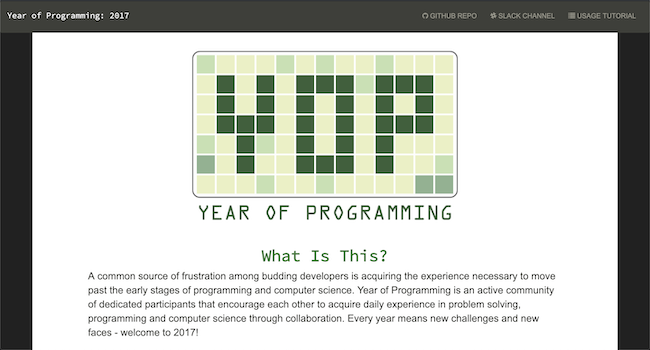 Year of Programming: 2017
GITHUB REPO
SLACK CHANNEL
USAGE TUTORIAL
YOP
YEAR OF PROGRAMMING
What Is This?
A common source of frustration among budding developers is acquiring the experience necessary to move
past the early stages of programming and computer science. Year of Programming is an active community
of dedicated participants that encourage each other to acquire daily experience in problem solving,
programming and computer science through collaboration. Every year means new challenges and new
faces - welcome to 2017!